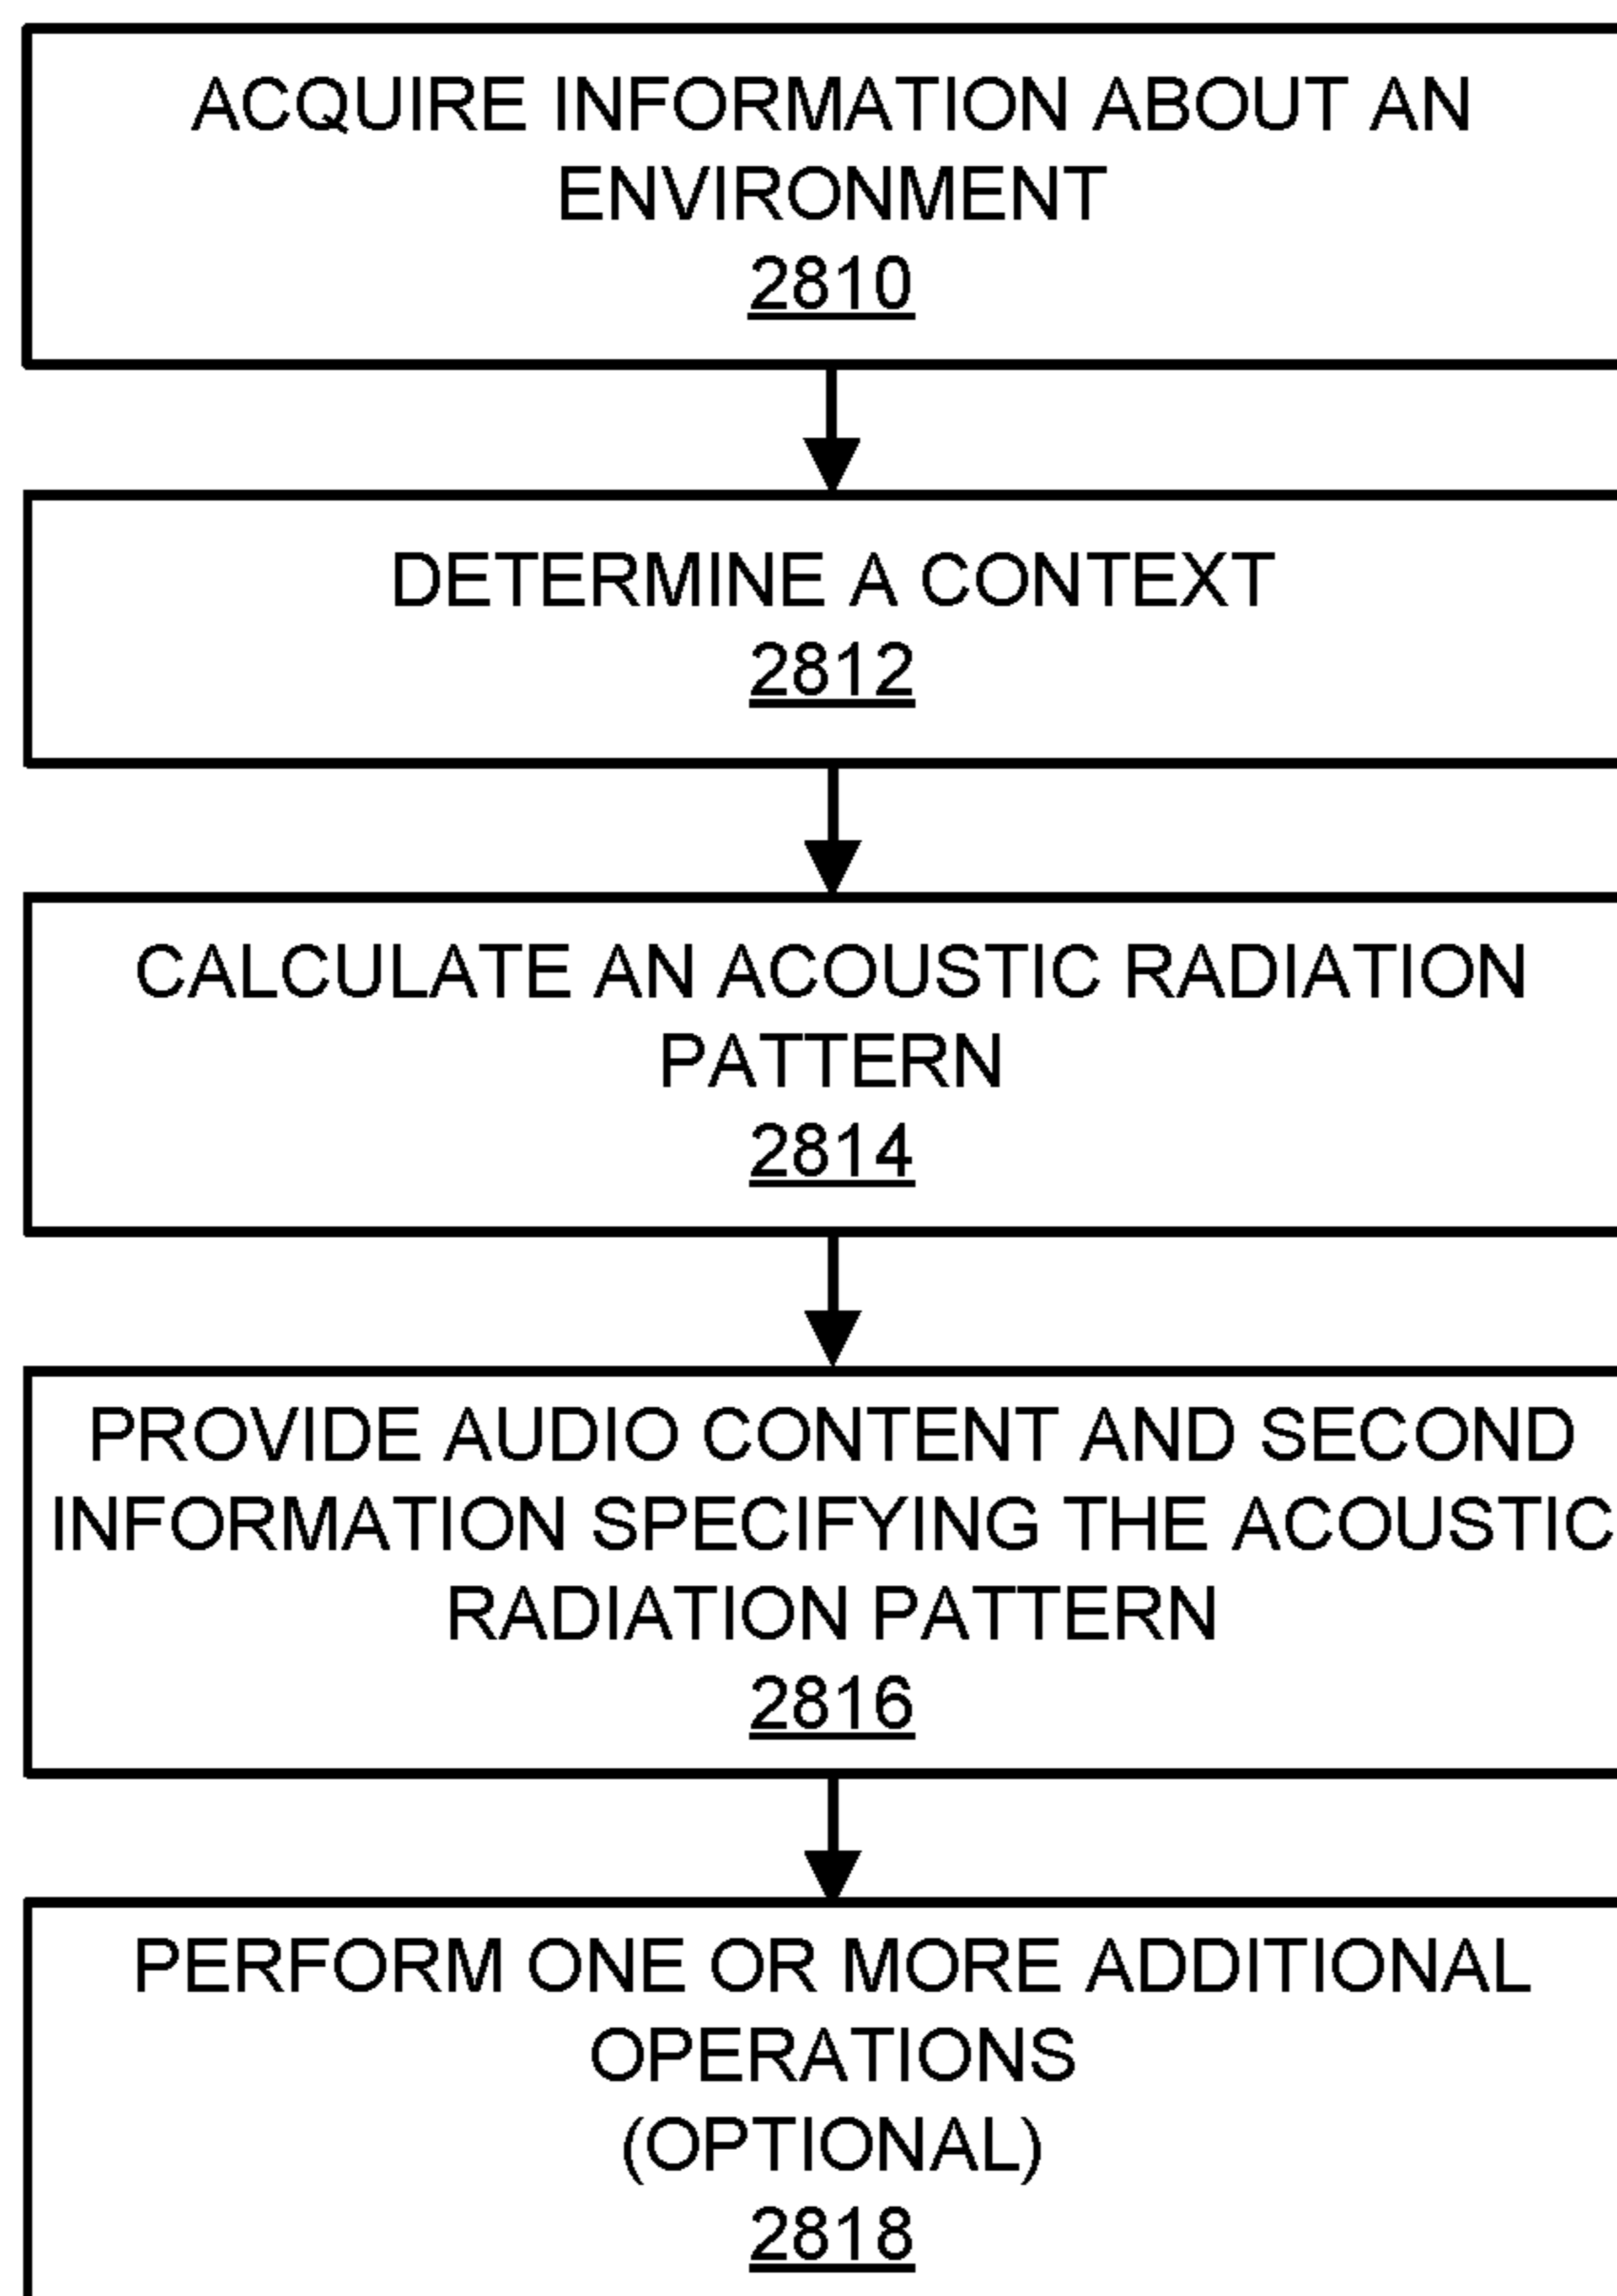 ACQUIRE INFORMATION ABOUT AN
ENVIRONMENT
2810
DETERMINE A CONTEXT
2812
CALCULATE AN ACOUSTIC RADIATION
PATTERN
2814
PROVIDE AUDIO CONTENT AND SECOND
INFORMATION SPECIFYING THE ACOUSTIC
RADIATION PATTERN
2816
PERFORM ONE OR MORE ADDITIONAL
OPERATIONS
(OPTIONAL)
2818